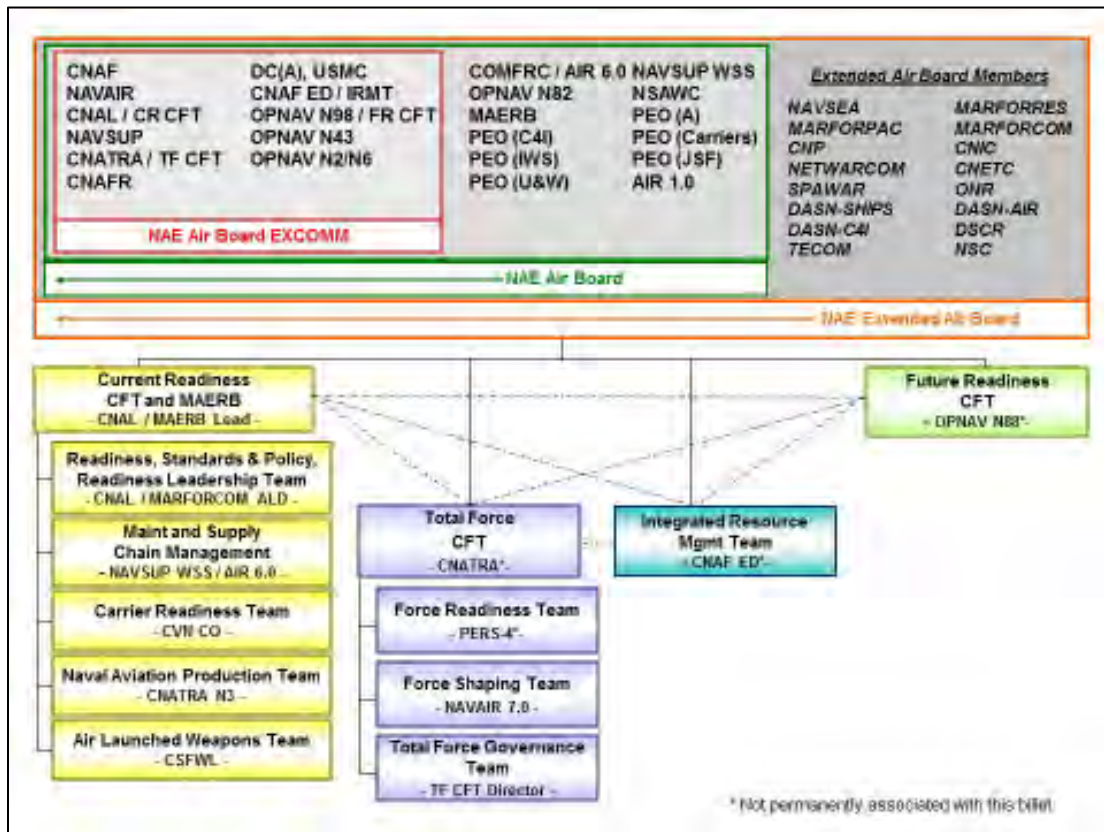 CNAF
NAVAIR
CNAL / CR CFT
NAVSUP
CNATRA / TF CFT
CNAFR
DC(A), USMC
CNAF ED / IRMT
OPNAV N98 / FR CFT
OPNAV N43
OPNAV N2/N6
NAE Air Board EXCOMM
COMFRC / AIR 6.0
OPNAV N82
MAERB
PEO (C4I)
PEO (IWS)
PEO (U&W)
NAVSUP WSS
NSAWC
PEO (A)
PEO (Carriers)
PEO (JSF)
AIR 1.0
NAE Air Board
Extended Air Board Members
NAVSEA
MARFORPAC
CNP
NETWARCOM
SPAWAR
DASN-SHIPS
DASN-C4I
TECOM
MARFORRES
MARFORCOM
CNIC
CNETC
ONR
DASN-AIR
DSCR
NSC
NAE Extended Air Board
Current Readiness
CFT and MAERB
- CNAL / MAERB Lead -
Readiness, Standards & Policy,
Readiness Leadership Team
- CNAL / MARFORCOM ALD -
Maint and Supply
Chain Management
- NAVSUP WSS / AIR 6.0 -
Carrier Readiness Team
- CVN CO -
Naval Aviation Production Team
- CNATRA N3 -
Air Launched Weapons Team
- CSFWL -
Total Force
CFT
- CNATRA*-
Force Readiness Team
- PERS-4*-
Force Shaping Team
- NAVAIR 7.0 -
Total Force Governance
Team
- TF CFT Director -
Integrated Resource
Mgmt Team
- CNAF ED*-
Future Readiness
CFT
- OPNAV N88*-
* Not permanently associated with this billet